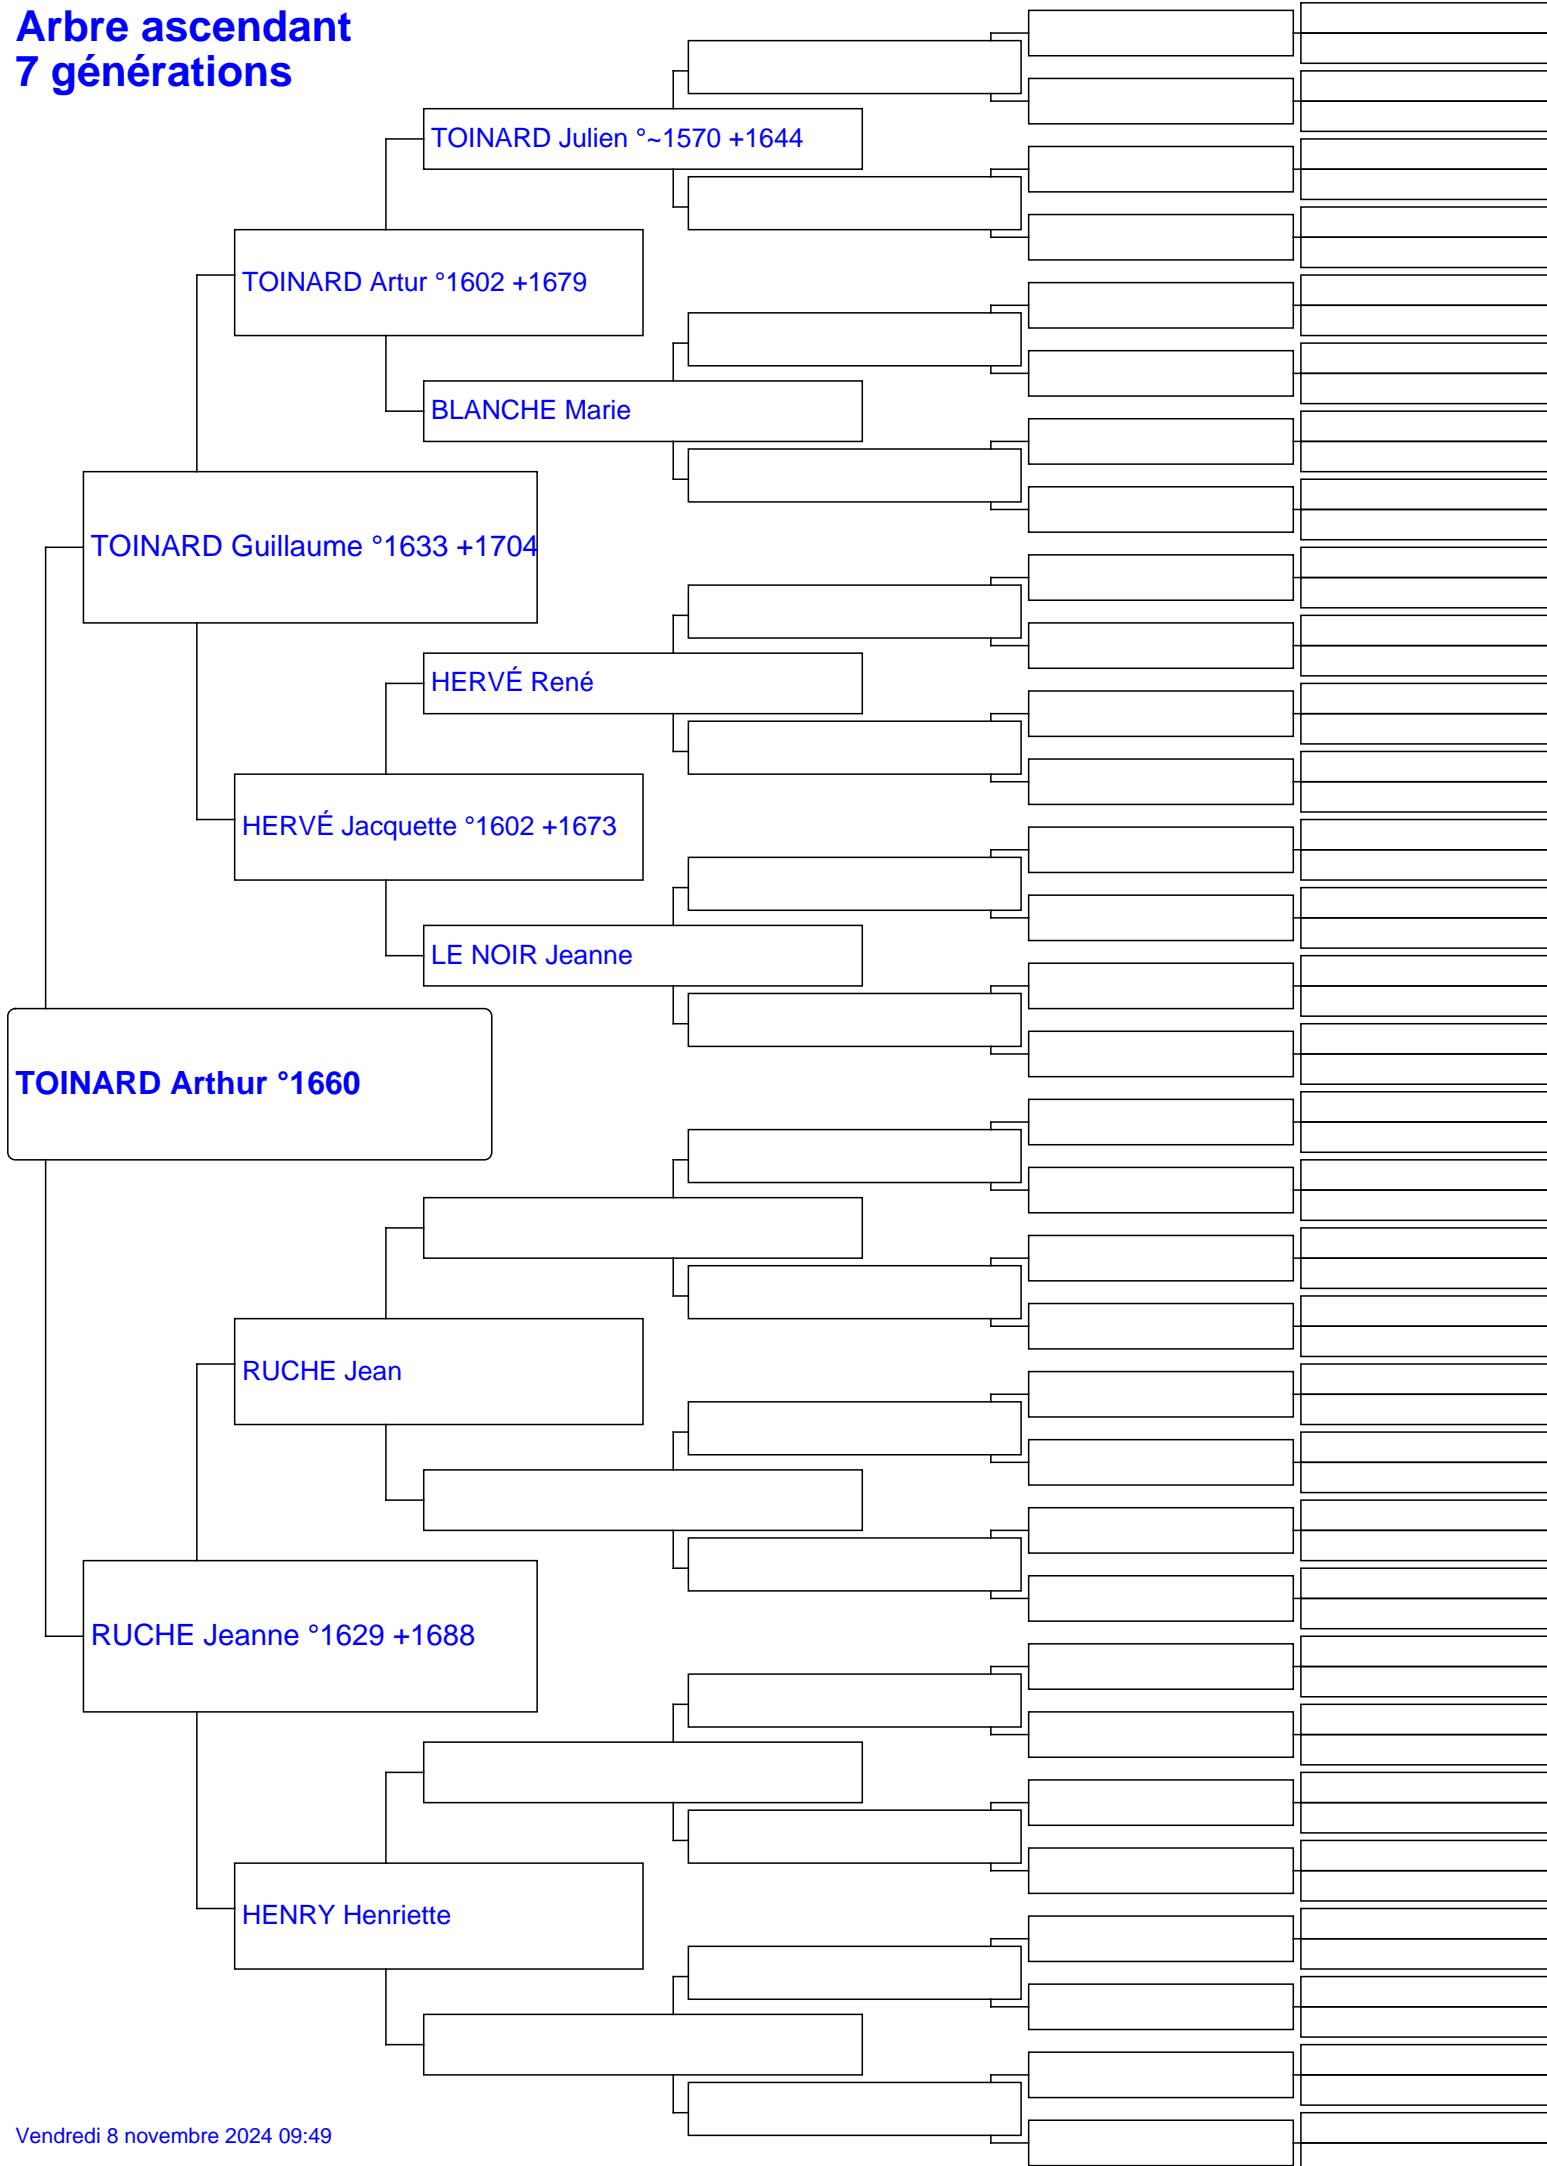 Arbre ascendant
7 générations
TOINARD Julien °~1570 +1644
TOINARD Artur °1602 +1679
BLANCHE Marie
TOINARD Guillaume °1633 +1704
HERVÉ René
HERVÉ Jacquette °1602 +1673
LE NOIR Jeanne
TOINARD Arthur °1660
RUCHE Jean
RUCHE Jeanne °1629 +1688
HENRY Henriette
Vendredi 8 novembre 2024 09:49